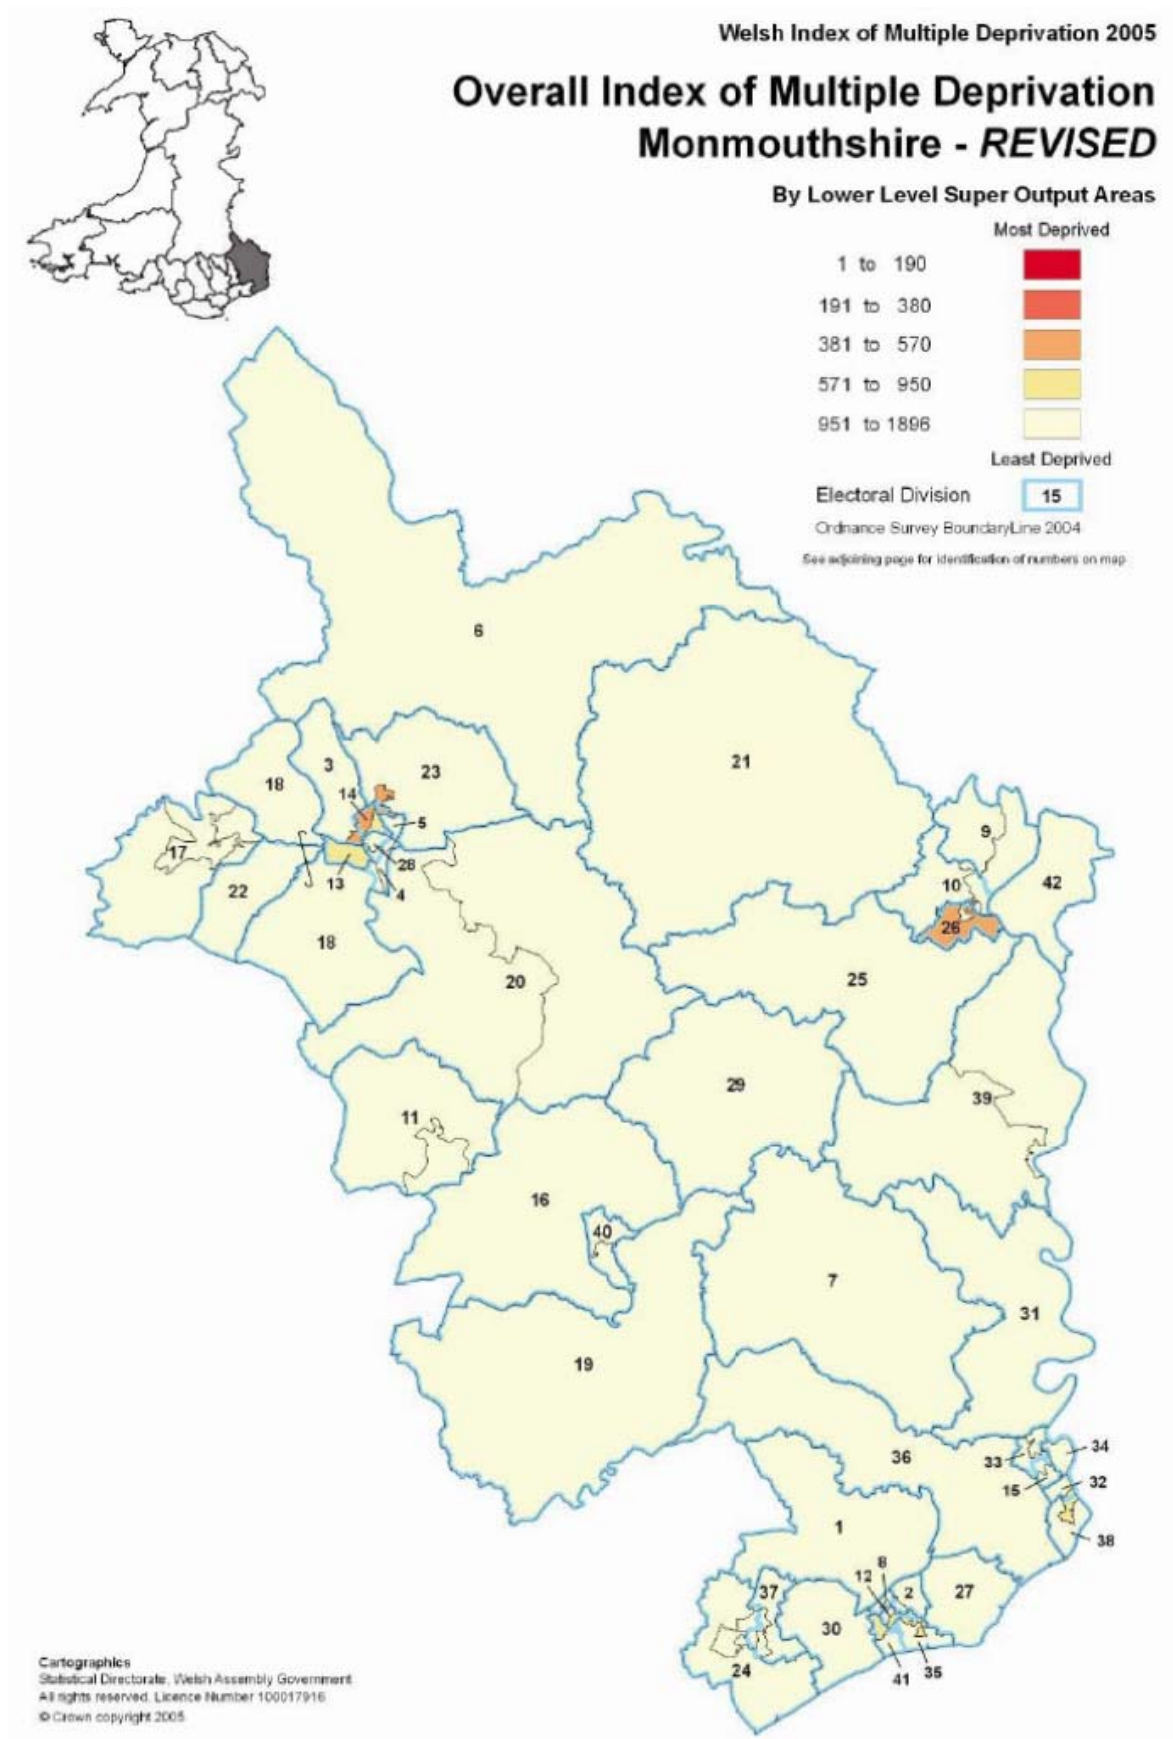 Welsh Index of Multiple Deprivation 2005
Overall Index of Multiple Deprivation
Monmouthshire - REVISED
By Lower Level Super Output Areas
Most Deprived
1 to 190
191 to 380
381 to 570
571 to 950
951 to 1896
Least Deprived
Electoral Division 15
Ordnance Survey BoundaryLine 2004
See adjoining page for identification of numbers on map
6
21
3
23
18
14
5
9
17
28
10
42
13
22
4
26
18
25
20
29
39
11
16
40
7
31
19
34
36
33
32
15
1
38
8
12
37
2
27
30
24
35
41
Cartographics
Statistical Directorate, Welsh Assembly Government
All rights reserved. Licence Number 100017916
© Crown copyright 2005